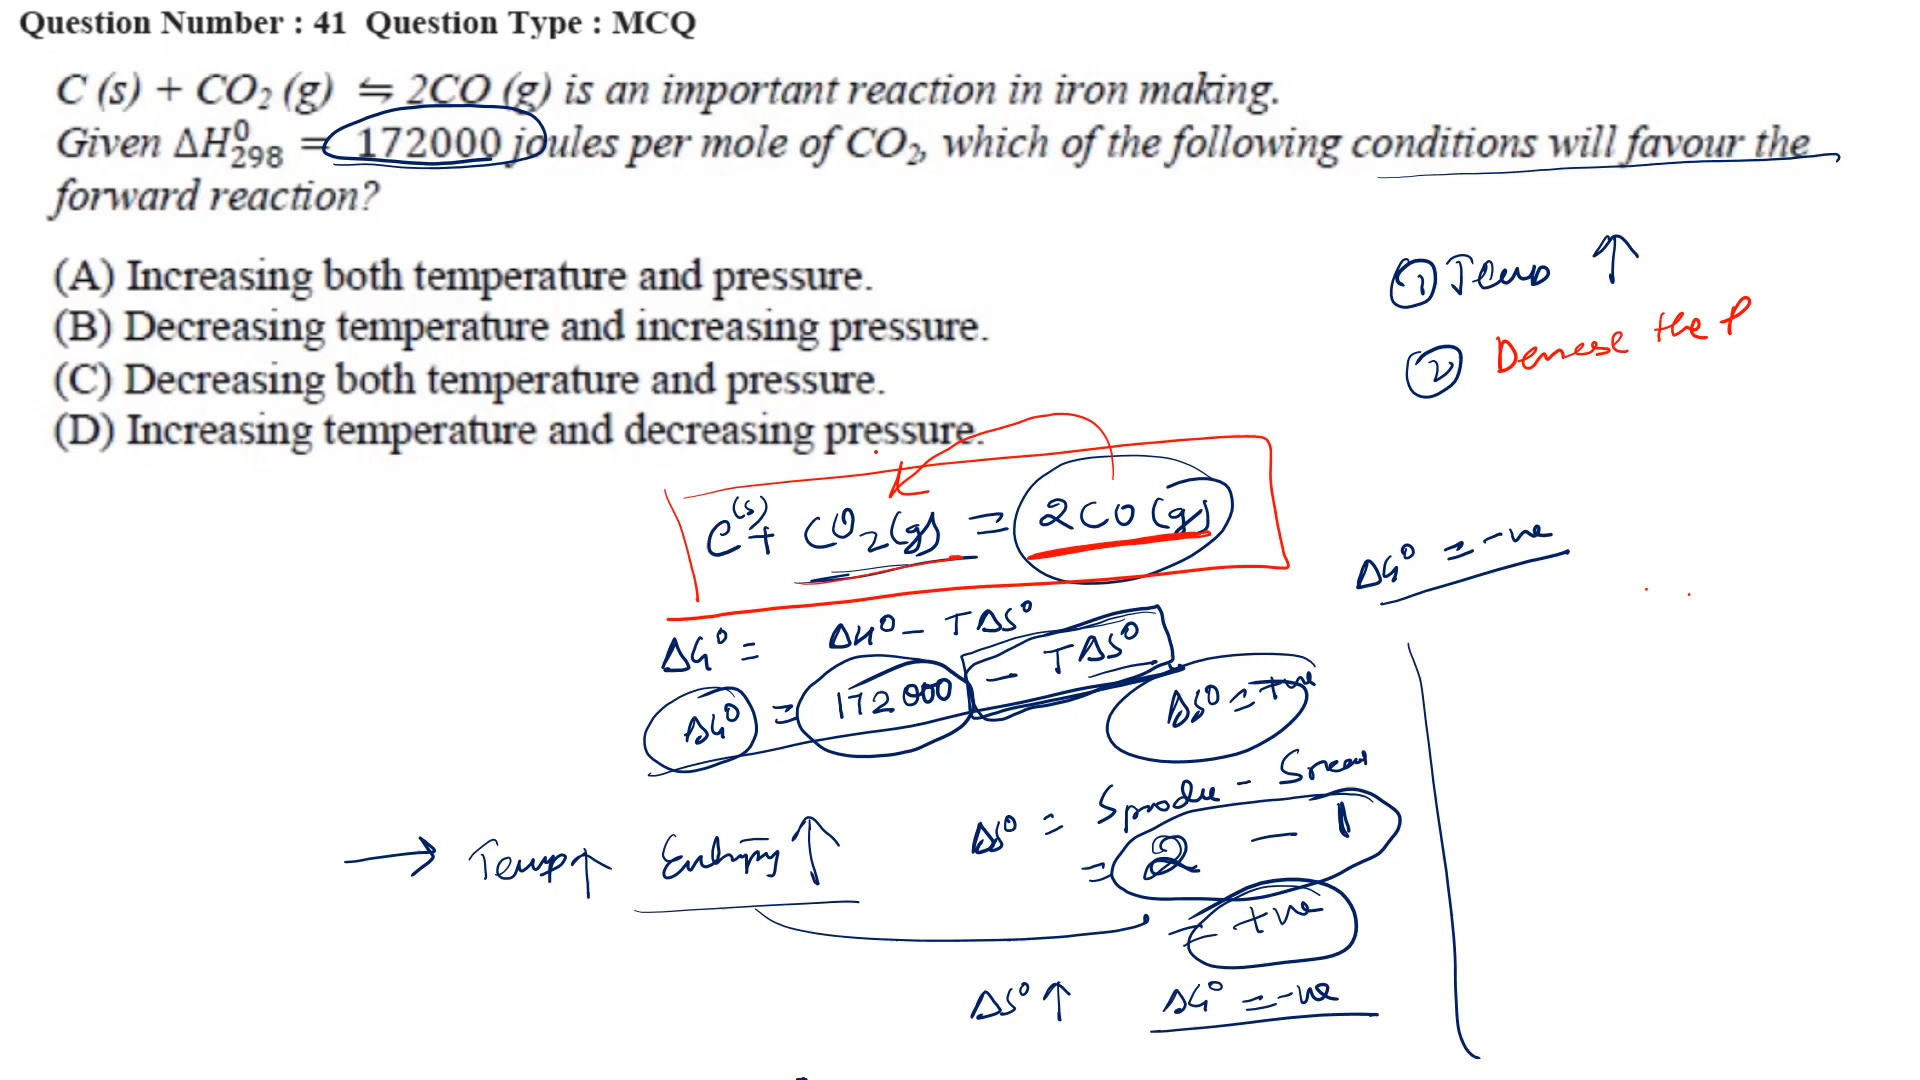 Question Number : 41 Question Type : MCQ
C (s) + CO₂ (g) ⇋ 2CO (g) is an important reaction in iron making.
Given ΔH⁰₂₉₈ = 172000 joules per mole of CO₂, which of the following conditions will favour the
forward reaction?
(A) Increasing both temperature and pressure.
(B) Decreasing temperature and increasing pressure.
(C) Decreasing both temperature and pressure.
(D) Increasing temperature and decreasing pressure.
① Temp ↑
② the P
C(s) + CO₂(g) = 2CO(g)
ΔG° = -ve
ΔG° = ΔH° - TΔS°
ΔG° = 172000 - TΔS°
ΔS° = +ve
ΔS° = Sprodu - Sreact
= 2 - 1
= +ve
→ Temp↑ Entropy ↑
ΔS° ↑ ΔG° = -ve